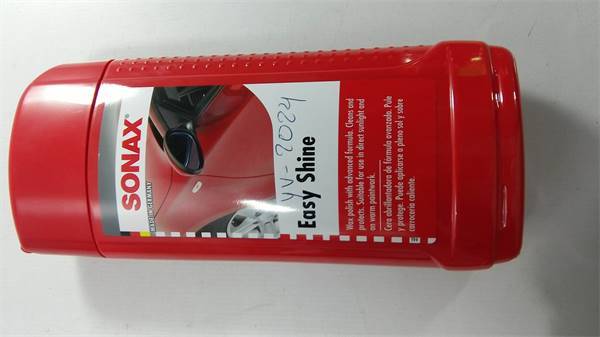 SONAX
MADE IN GERMANY
YV-2024
Easy Shine
Wax polish with advanced formula. Cleans and
protects. Suitable for use in direct sunlight and
on warm paintwork.
Cera abrillantadora de fórmula avanzada. Pule
y protege. Puede aplicarse a pleno sol y sobre
carrocería caliente.